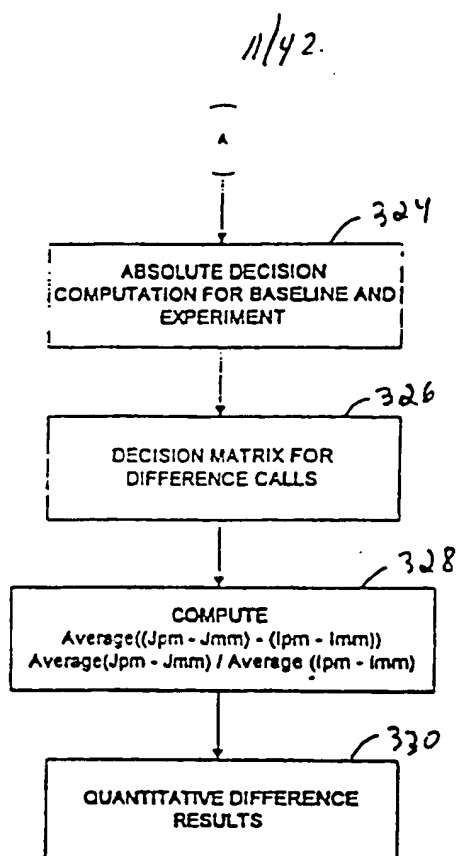 11/42.
A
324
ABSOLUTE DECISION
COMPUTATION FOR BASELINE AND
EXPERIMENT
326
DECISION MATRIX FOR
DIFFERENCE CALLS
328
COMPUTE
Average((Jpm - Jmm) - (Ipm - Imm))
Average(Jpm - Jmm) / Average (Ipm - Imm)
330
QUANTITATIVE DIFFERENCE
RESULTS